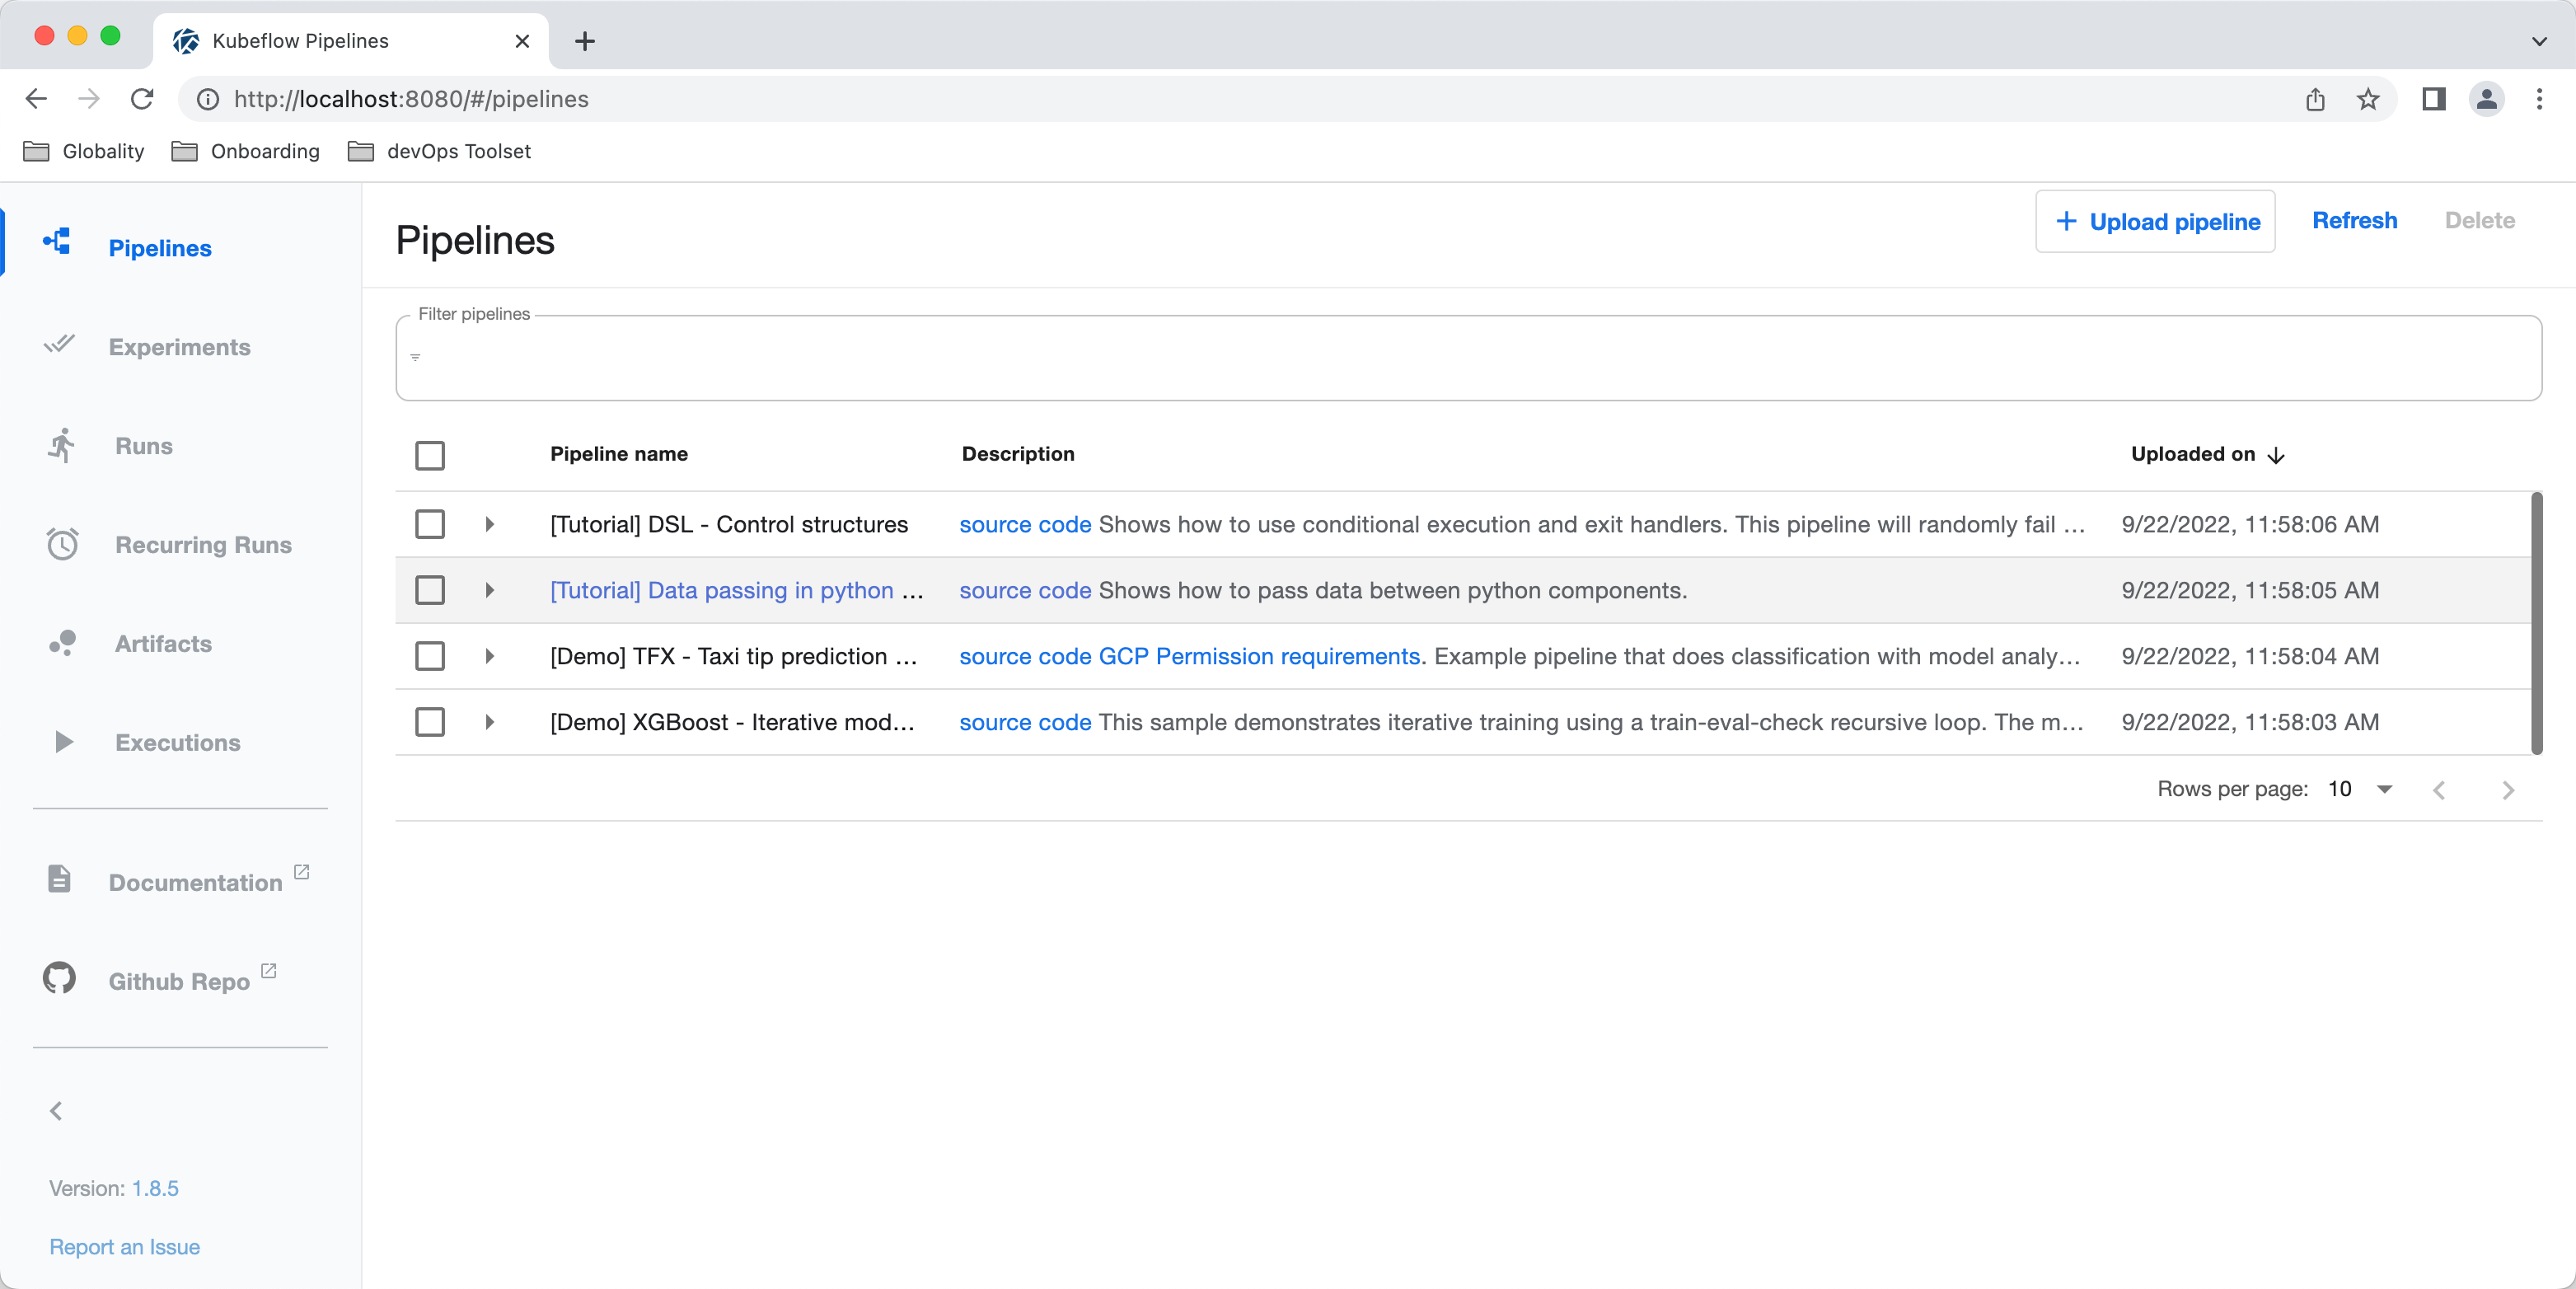 Kubeflow Pipelines
http://localhost:8080/#/pipelines
Globality Onboarding devOps Toolset
Pipelines
Experiments
Runs
Recurring Runs
Artifacts
Executions
Documentation
Github Repo
Version: 1.8.5
Report an Issue
Pipelines
+ Upload pipeline Refresh Delete
Filter pipelines
Pipeline name Description Uploaded on
[Tutorial] DSL - Control structures source code Shows how to use conditional execution and exit handlers. This pipeline will randomly fail ... 9/22/2022, 11:58:06 AM
[Tutorial] Data passing in python ... source code Shows how to pass data between python components. 9/22/2022, 11:58:05 AM
[Demo] TFX - Taxi tip prediction ... source code GCP Permission requirements. Example pipeline that does classification with model analy... 9/22/2022, 11:58:04 AM
[Demo] XGBoost - Iterative mod... source code This sample demonstrates iterative training using a train-eval-check recursive loop. The m... 9/22/2022, 11:58:03 AM
Rows per page: 10